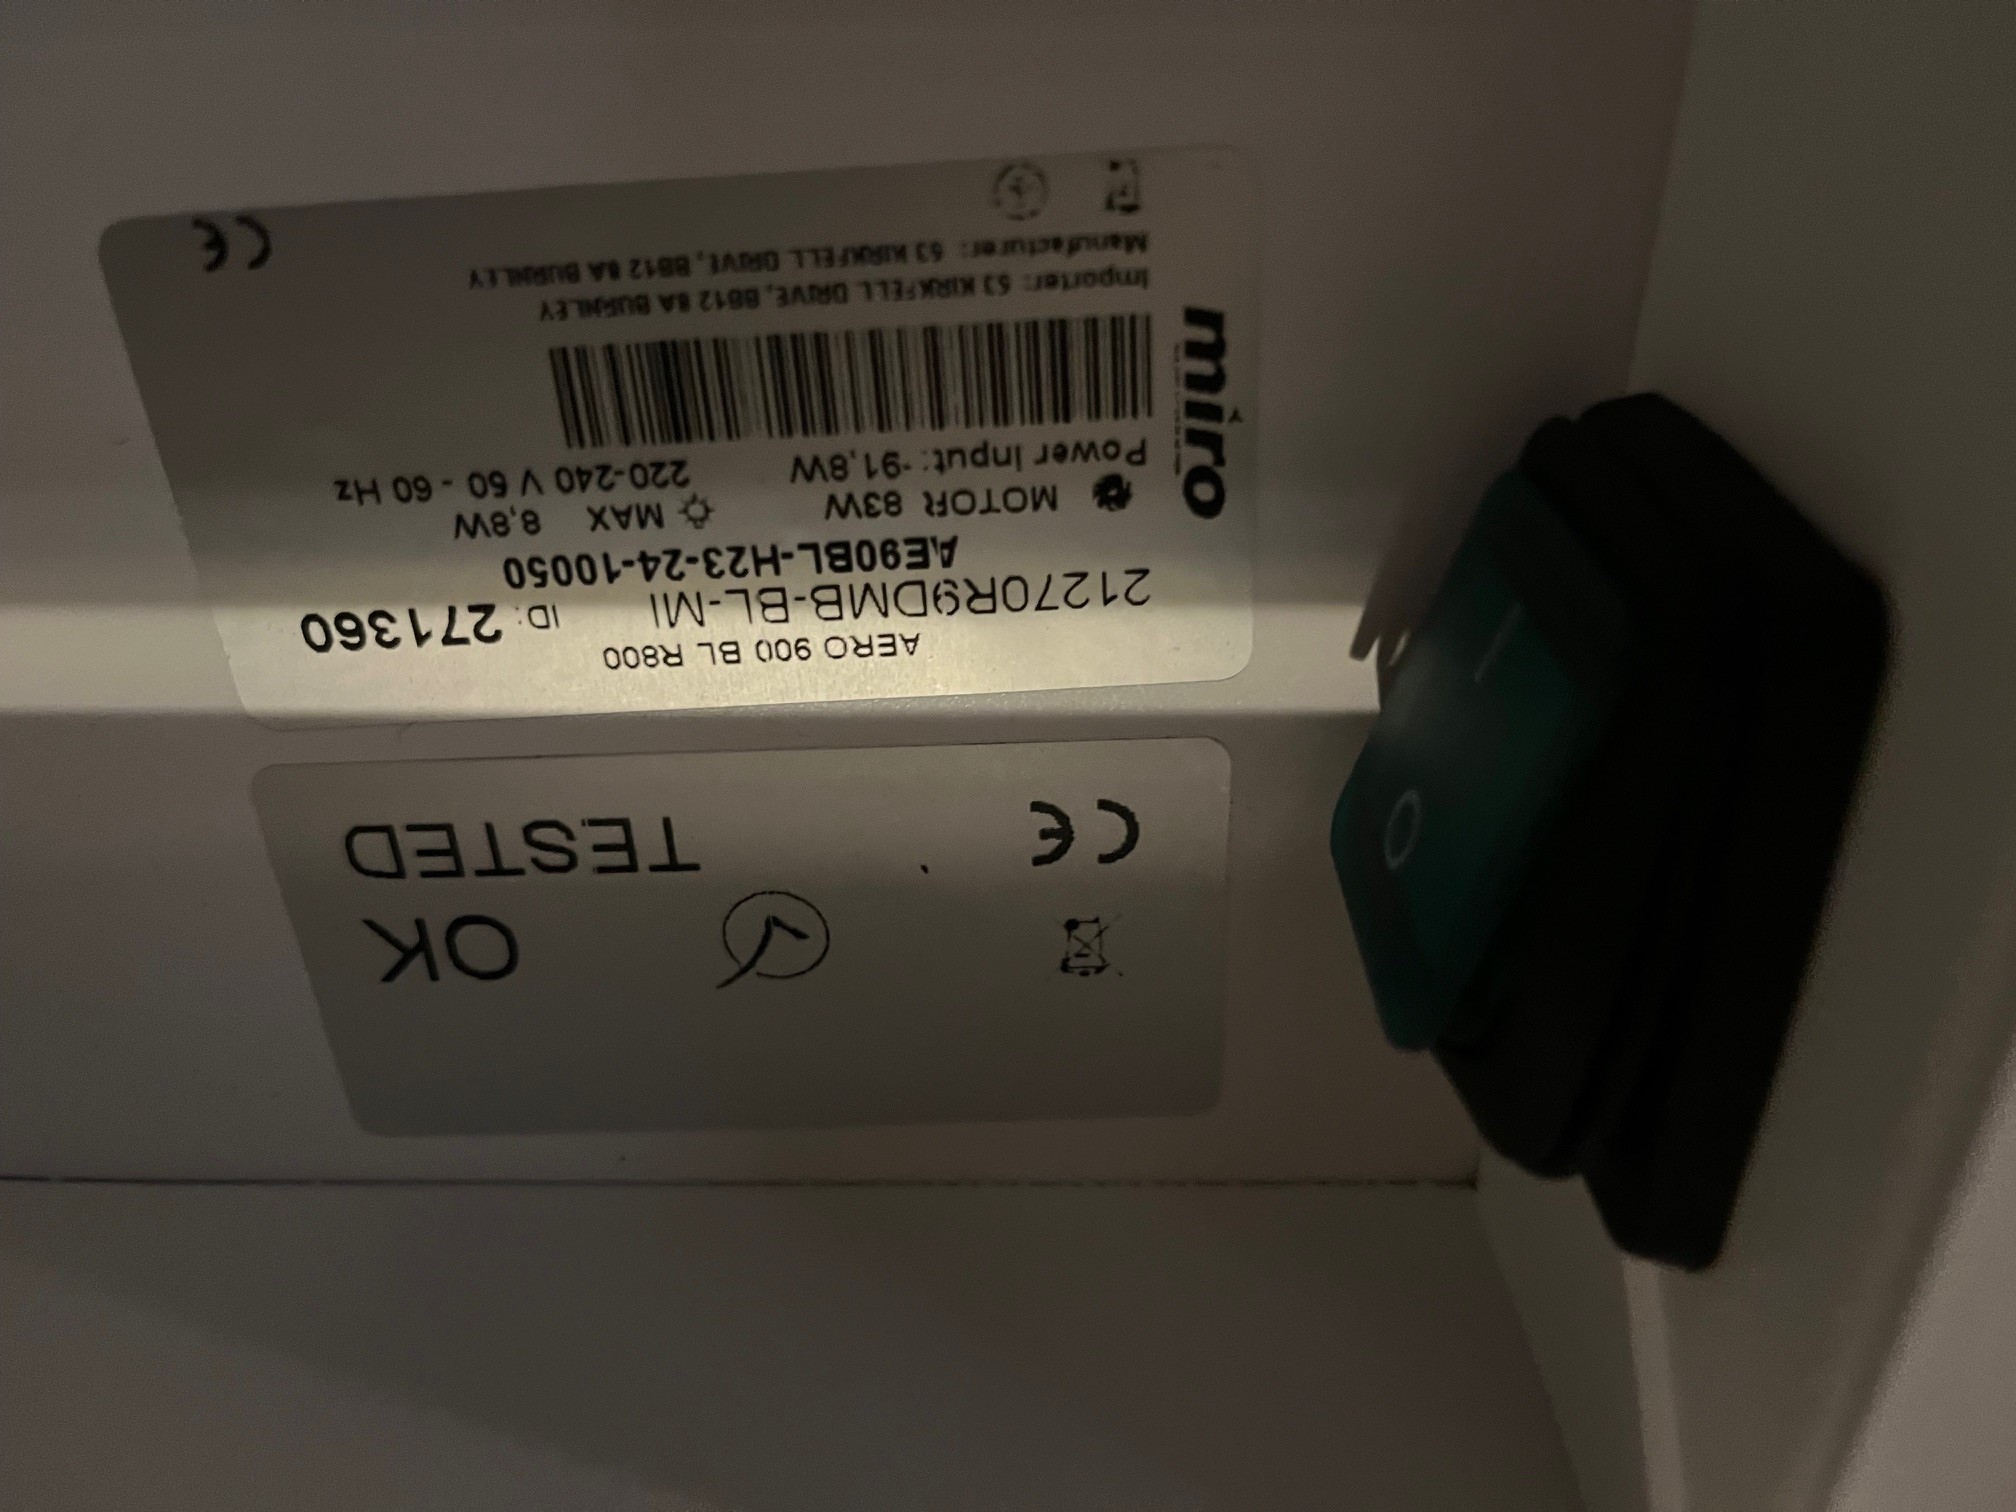 OK
TESTED
CE
AERO 900 BL R800
21270R9DMB-BL-MI ID: 271360
AE90BL-H23-24-10050
MOTOR 83W MAX 8,8W
Power Input: -91,8W 220-240 V 60 - 60 Hz
miro
Importer: 53 KIRKFELL DRIVE, BB12 8A BURNLEY
Manufacturer: 53 KIRKFELL DRIVE, BB12 8A BURNLEY
CE
I
O